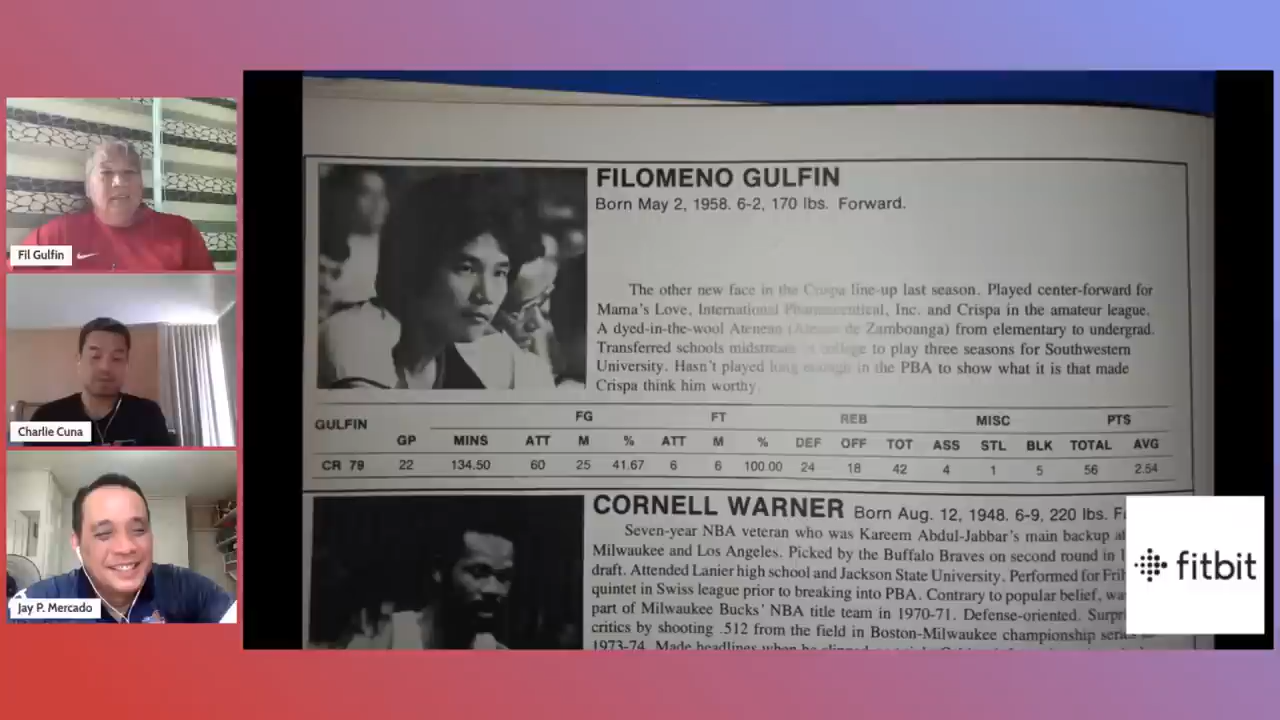 Fil Gulfin
Charlie Cuna
Jay P. Mercado
FILOMENO GULFIN
Born May 2, 1958. 6-2, 170 lbs. Forward.
The other new face in the Crispa line-up last season. Played center-forward for
Mama's Love, International Pharmaceutical, Inc. and Crispa in the amateur league.
A dyed-in-the-wool Atenean (Ateneo de Zamboanga) from elementary to undergrad.
Transferred schools midstream in college to play three seasons for Southwestern
University. Hasn't played long enough in the PBA to show what it is that made
Crispa think him worthy
GULFIN FG FT REB MISC PTS
GP MINS ATT M % ATT M % DEF OFF TOT ASS STL BLK TOTAL AVG
CR 79 22 134.50 60 25 41.67 6 6 100.00 24 18 42 4 1 5 56 2.54
CORNELL WARNER Born Aug. 12, 1948. 6-9, 220 lbs.
Seven-year NBA veteran who was Kareem Abdul-Jabbar's main backup
Milwaukee and Los Angeles. Picked by the Buffalo Braves on second round in
draft. Attended Lanier high school and Jackson State University. Performed for
quintet in Swiss league prior to breaking into PBA. Contrary to popular belief,
part of Milwaukee Bucks' NBA title team in 1970-71. Defense-oriented.
critics by shooting .512 from the field in Boston-Milwaukee championship
1973-74. Made headlines when he
fitbit